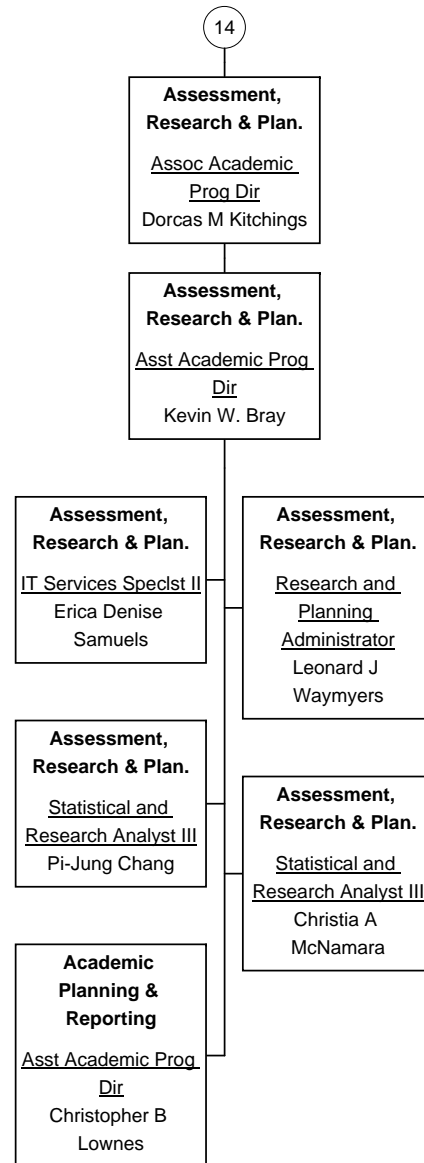 14
Assessment,
Research & Plan.
Assoc Academic
Prog Dir
Dorcas M Kitchings
Assessment,
Research & Plan.
Asst Academic Prog
Dir
Kevin W. Bray
Assessment,
Research & Plan.
IT Services Speclst II
Erica Denise
Samuels
Assessment,
Research & Plan.
Research and
Planning
Administrator
Leonard J
Waymyers
Assessment,
Research & Plan.
Statistical and
Research Analyst III
Pi-Jung Chang
Assessment,
Research & Plan.
Statistical and
Research Analyst III
Christia A
McNamara
Academic
Planning &
Reporting
Asst Academic Prog
Dir
Christopher B
Lownes